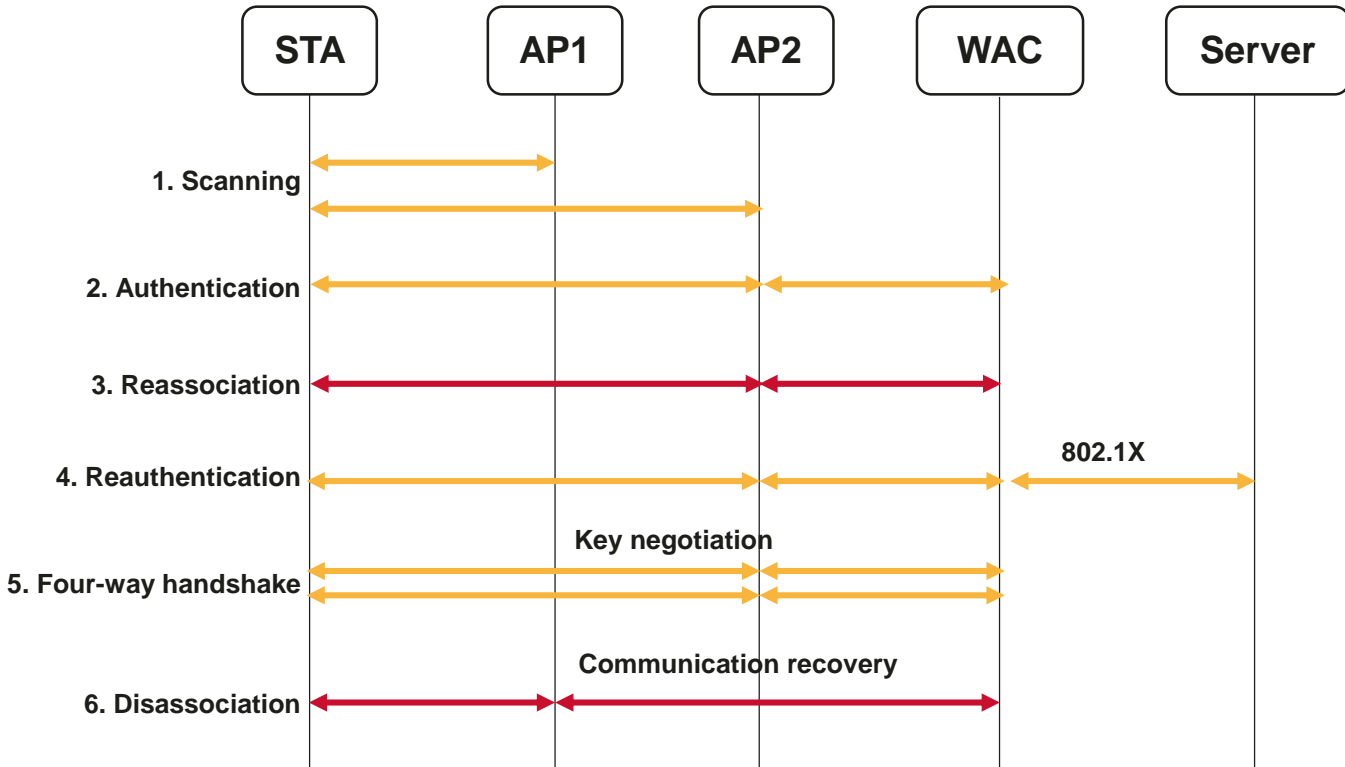 STA
AP1
AP2
WAC
Server
1. Scanning
2. Authentication
3. Reassociation
802.1X
4. Reauthentication
Key negotiation
5. Four-way handshake
Communication recovery
6. Disassociation